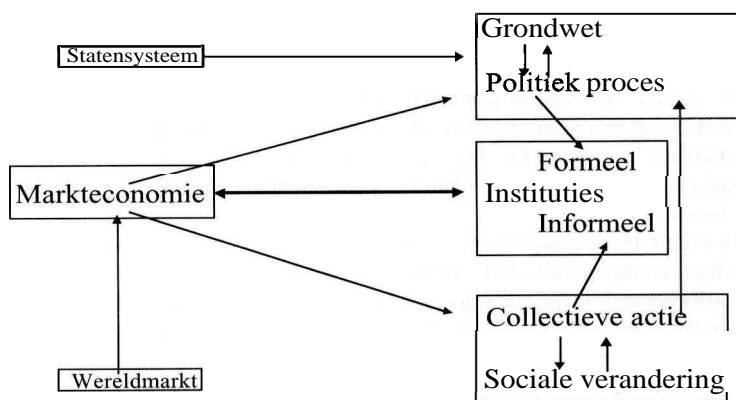 Grondwet
Statensysteem
Politiek proces
Formeel
Markteconomie
Instituties
Informeel
Collectieve actie
Wereldmarkt
Sociale verandering